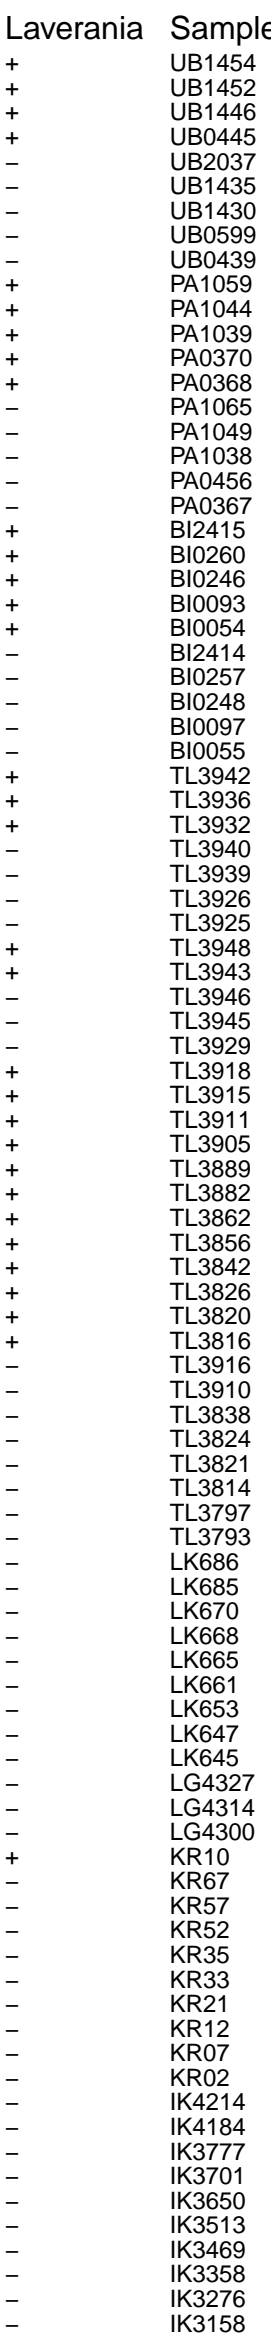 Laverania Sample
+ UB1454
+ UB1452
+ UB1446
+ UB0445
− UB2037
− UB1435
− UB1430
− UB0599
− UB0439
+ PA1059
+ PA1044
+ PA1039
+ PA0370
+ PA0368
− PA1065
− PA1049
− PA1038
− PA0456
− PA0367
+ BI2415
+ BI0260
+ BI0246
+ BI0093
+ BI0054
− BI2414
− BI0257
− BI0248
− BI0097
− BI0055
+ TL3942
+ TL3936
+ TL3932
− TL3940
− TL3939
− TL3926
− TL3925
+ TL3948
+ TL3943
− TL3946
− TL3945
− TL3929
+ TL3918
+ TL3915
+ TL3911
+ TL3905
+ TL3889
+ TL3882
+ TL3862
+ TL3856
+ TL3842
+ TL3826
+ TL3820
+ TL3816
− TL3916
− TL3910
− TL3838
− TL3824
− TL3821
− TL3814
− TL3797
− TL3793
− LK686
− LK685
− LK670
− LK668
− LK665
− LK661
− LK653
− LK647
− LK645
− LG4327
− LG4314
− LG4300
+ KR10
− KR67
− KR57
− KR52
− KR35
− KR33
− KR21
− KR12
− KR07
− KR02
− IK4214
− IK4184
− IK3777
− IK3701
− IK3650
− IK3513
− IK3469
− IK3358
− IK3276
− IK3158